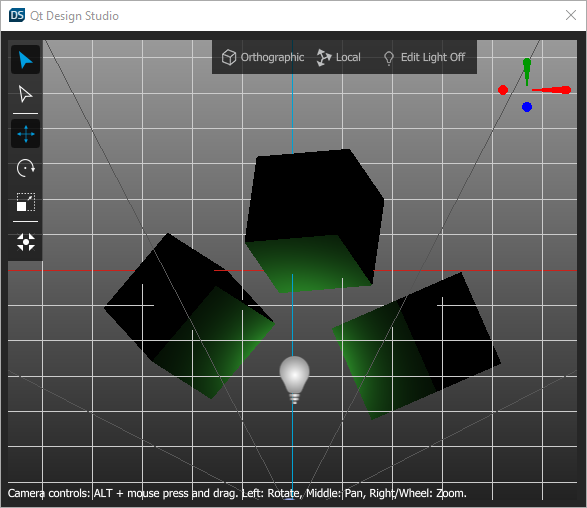 DS Qt Design Studio
Orthographic Local Edit Light Off
Camera controls: ALT + mouse press and drag. Left: Rotate, Middle: Pan, Right/Wheel: Zoom.